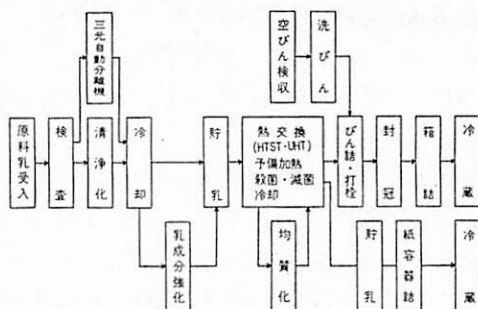 三元自動分離機
空びん検収
洗びん
原料乳受入
検査
清浄化
冷却
貯乳
熱交換
(HTST・UHT)
予備加熱
殺菌・滅菌
冷却
びん詰・打栓
封冠
箱詰
冷蔵
乳成分強化
均質化
貯乳
紙容器詰
冷蔵